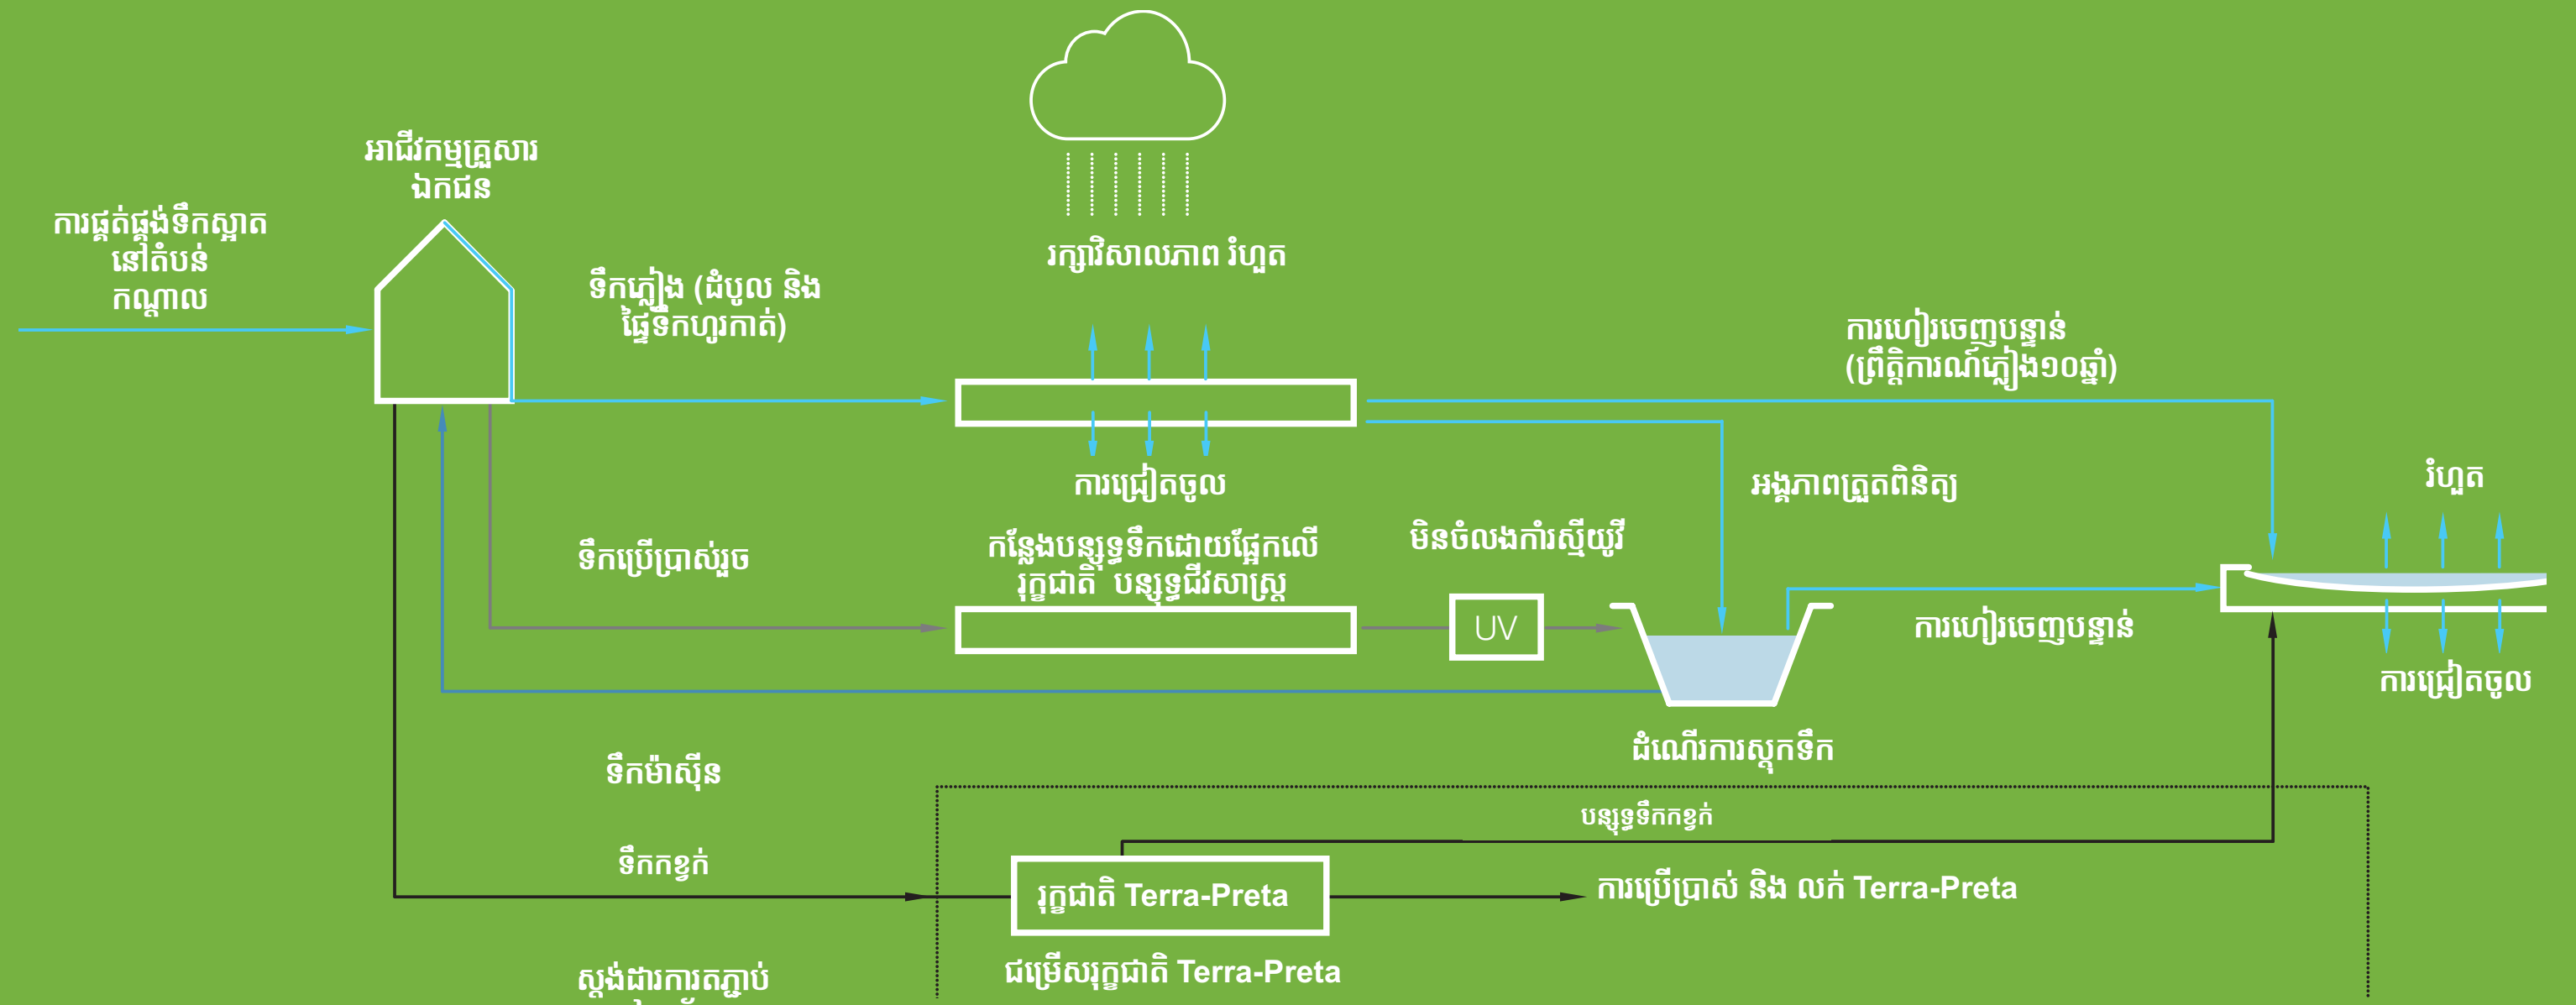 អាជីវកម្មគ្រួសារ
ឯកជន
ការផ្គត់ផ្គង់ទឹកស្អាត
នៅតំបន់
កណ្តាល
ទឹកភ្លៀង (ដំបូល និង
ផ្ទៃទឹកហូរកាត់)
រក្សាវិសាលភាព រំហួត
ការហៀរចេញបន្ទាន់
(ព្រឹត្តិការណ៍ភ្លៀង១០ឆ្នាំ)
ការជ្រៀតចូល
អង្គភាពត្រួតពិនិត្យ
រំហួត
ទឹកប្រើប្រាស់រួច
កន្លែងបន្សុទ្ធទឹកដោយផ្អែកលើ
រុក្ខជាតិ បន្សុទ្ធជីវសាស្ត្រ
មិនចំលងកាំរស្មីយូវី
UV
ការហៀរចេញបន្ទាន់
ការជ្រៀតចូល
ដំណើរការស្តុកទឹក
ទឹកម៉ាស៊ីន
បន្សុទ្ធទឹកកខ្វក់
ទឹកកខ្វក់
រុក្ខជាតិ Terra-Preta
ការប្រើប្រាស់ និង លក់ Terra-Preta
ជម្រើសរុក្ខជាតិ Terra-Preta
ស្តង់ដារការតភ្ជាប់